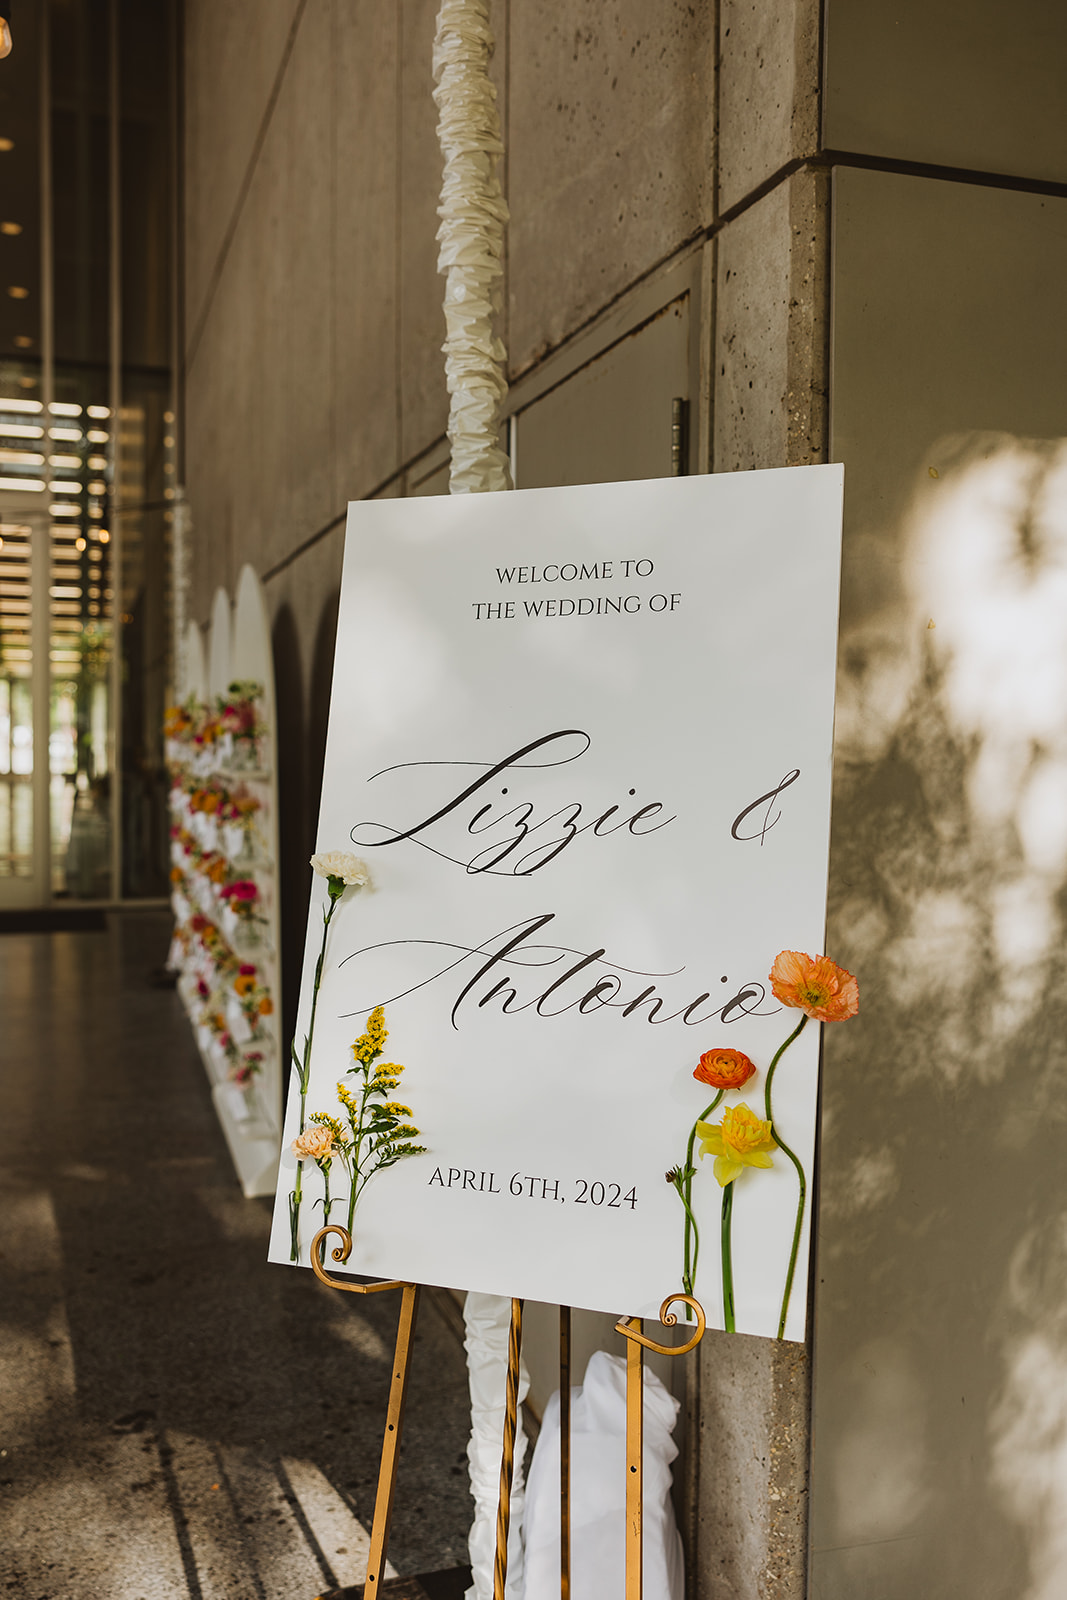 WELCOME TO
THE WEDDING OF
Lizzie &
Antonio
APRIL 6TH, 2024